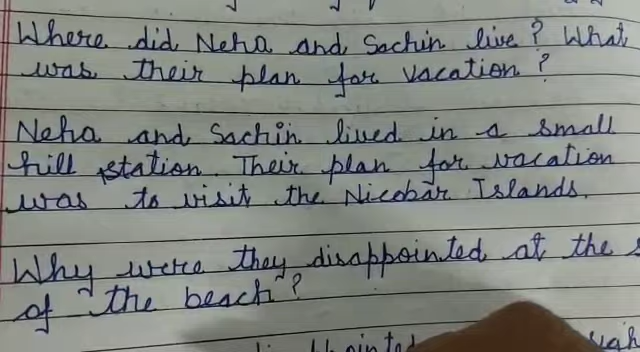 Where did Neha and Sachin live? What
was their plan for vacation?
Neha and Sachin lived in a small
hill station. Their plan for vacation
was to visit the Nicobar Islands.
Why were they disappointed at the
of the beach?